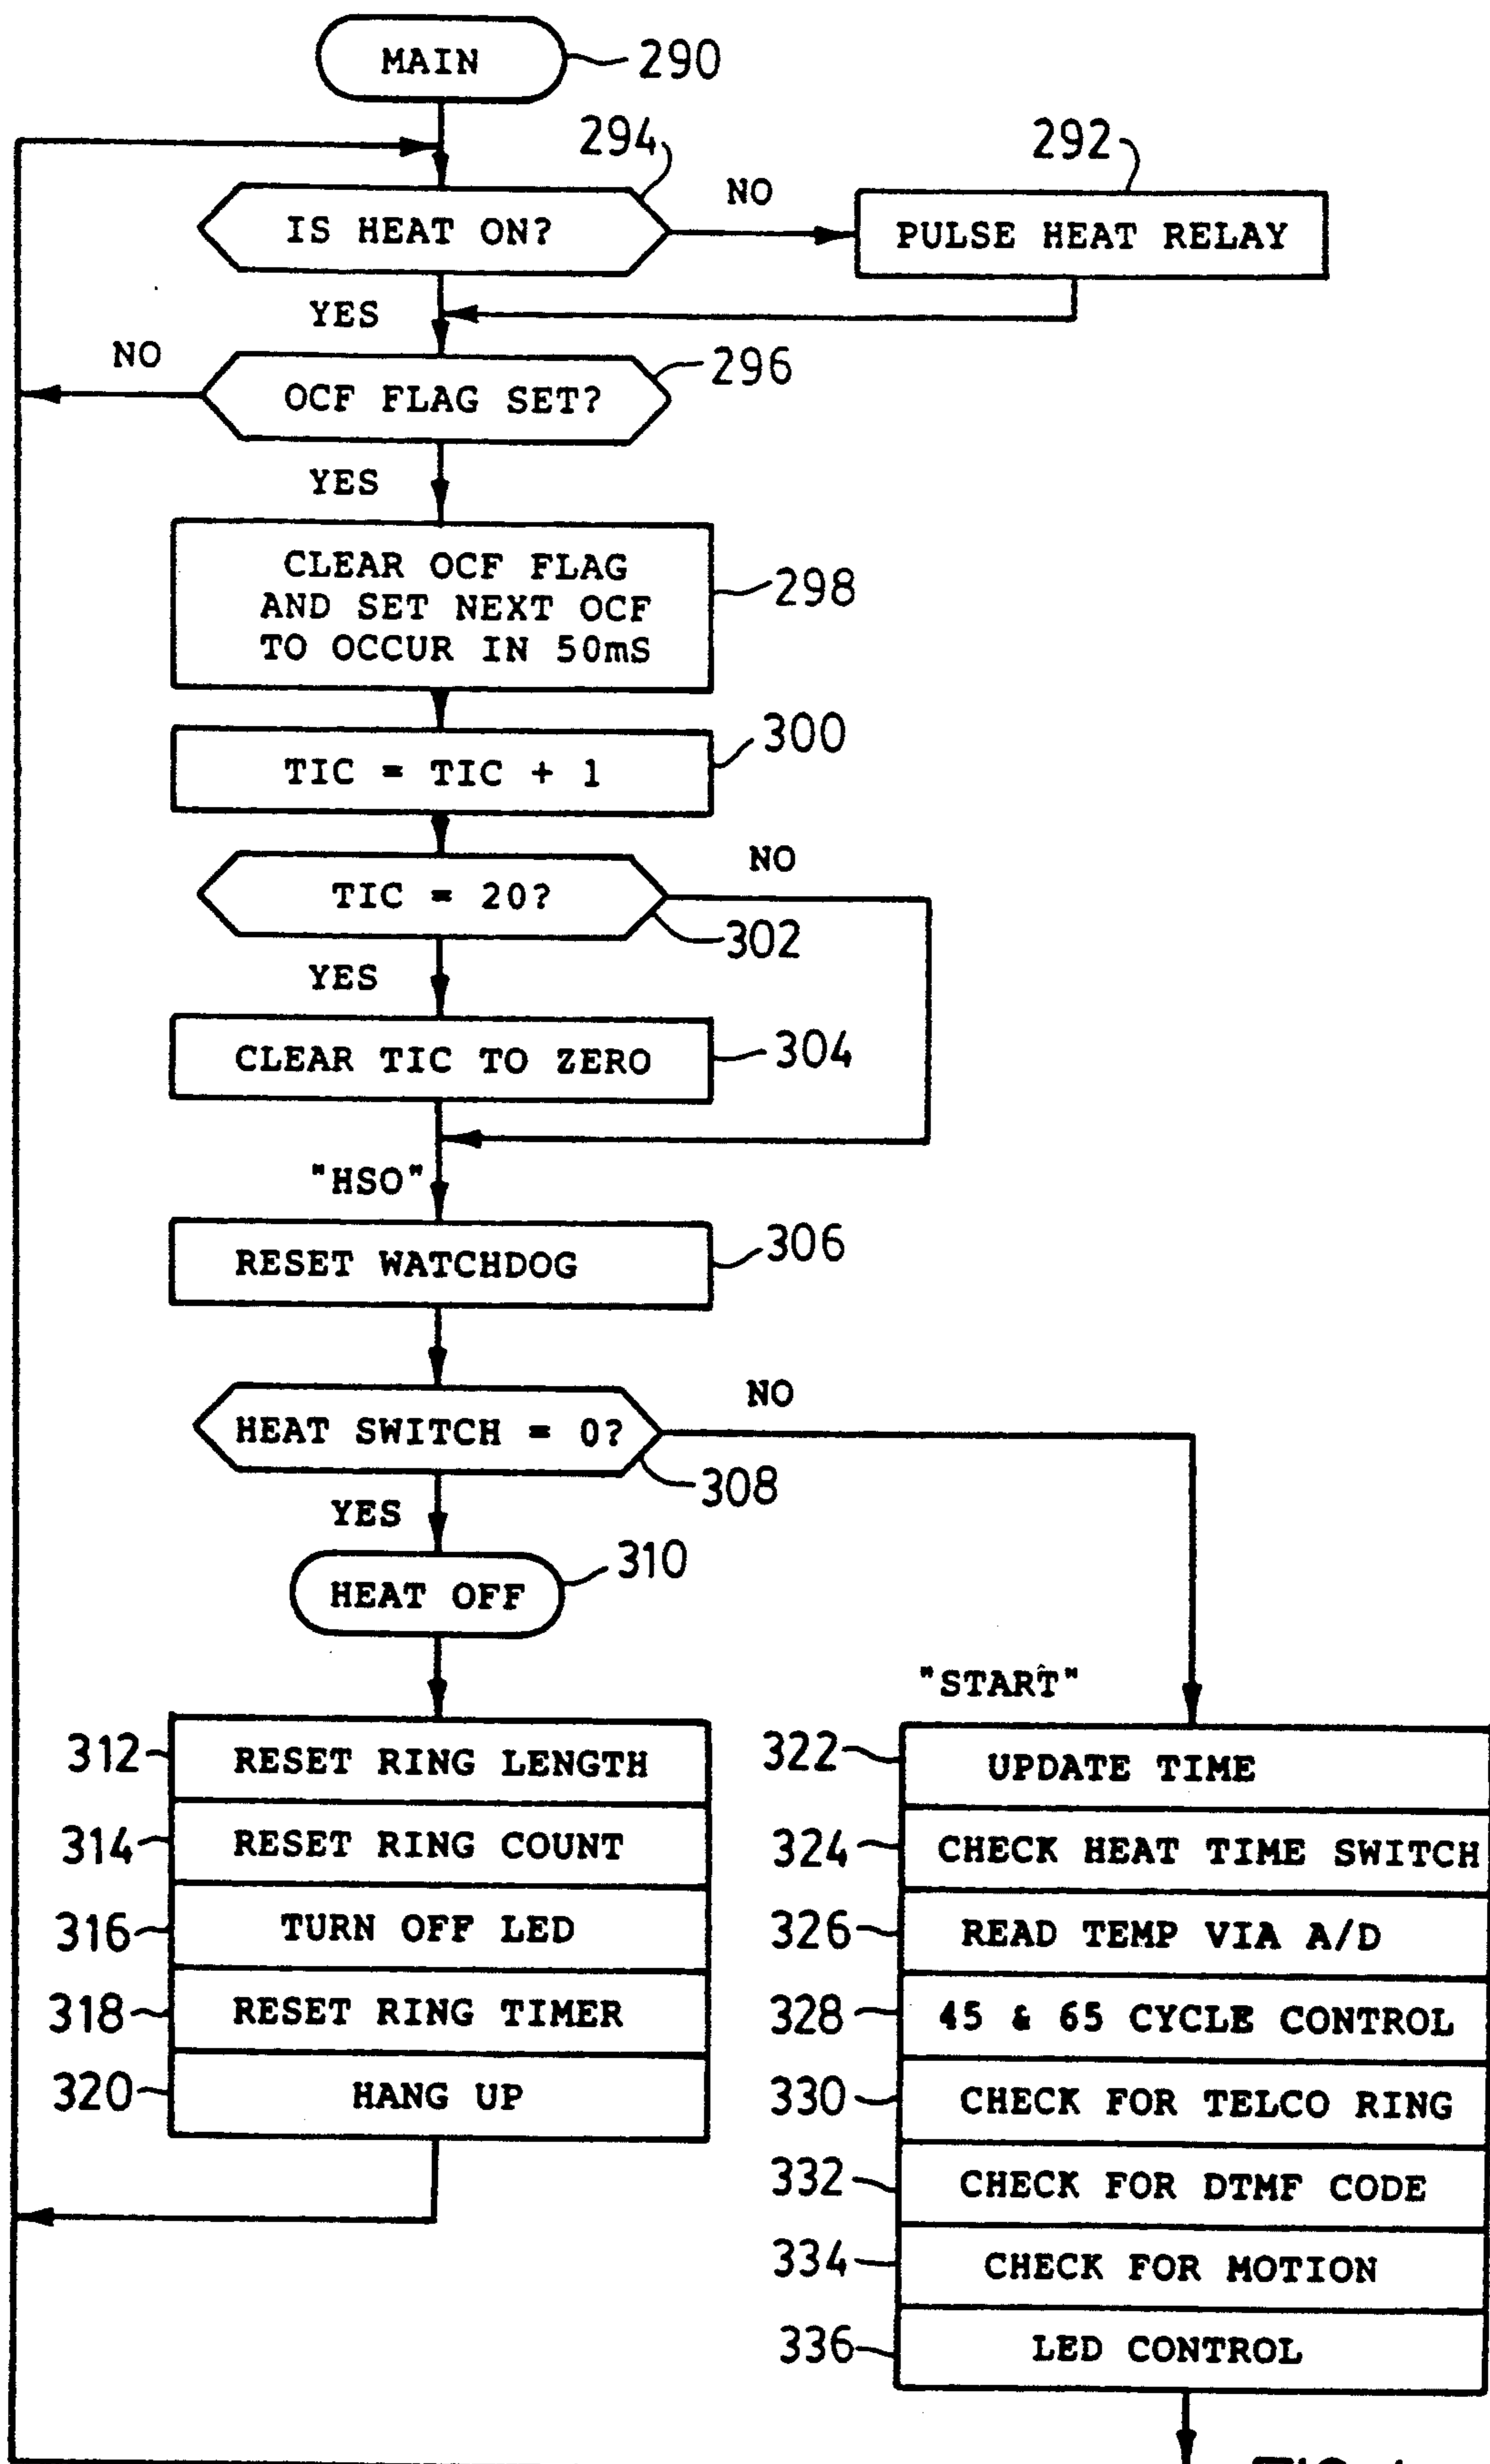 MAIN
290
294
NO
292
IS HEAT ON?
PULSE HEAT RELAY
YES
NO
296
OCF FLAG SET?
YES
CLEAR OCF FLAG
AND SET NEXT OCF
TO OCCUR IN 50mS
298
300
TIC = TIC + 1
NO
TIC = 20?
302
YES
CLEAR TIC TO ZERO
304
"HSO"
306
RESET WATCHDOG
NO
HEAT SWITCH = 0?
308
YES
310
HEAT OFF
"START"
312
RESET RING LENGTH
314
RESET RING COUNT
316
TURN OFF LED
318
RESET RING TIMER
320
HANG UP
322
UPDATE TIME
324
CHECK HEAT TIME SWITCH
326
READ TEMP VIA A/D
328
45 & 65 CYCLE CONTROL
330
CHECK FOR TELCO RING
332
CHECK FOR DTMF CODE
334
CHECK FOR MOTION
336
LED CONTROL